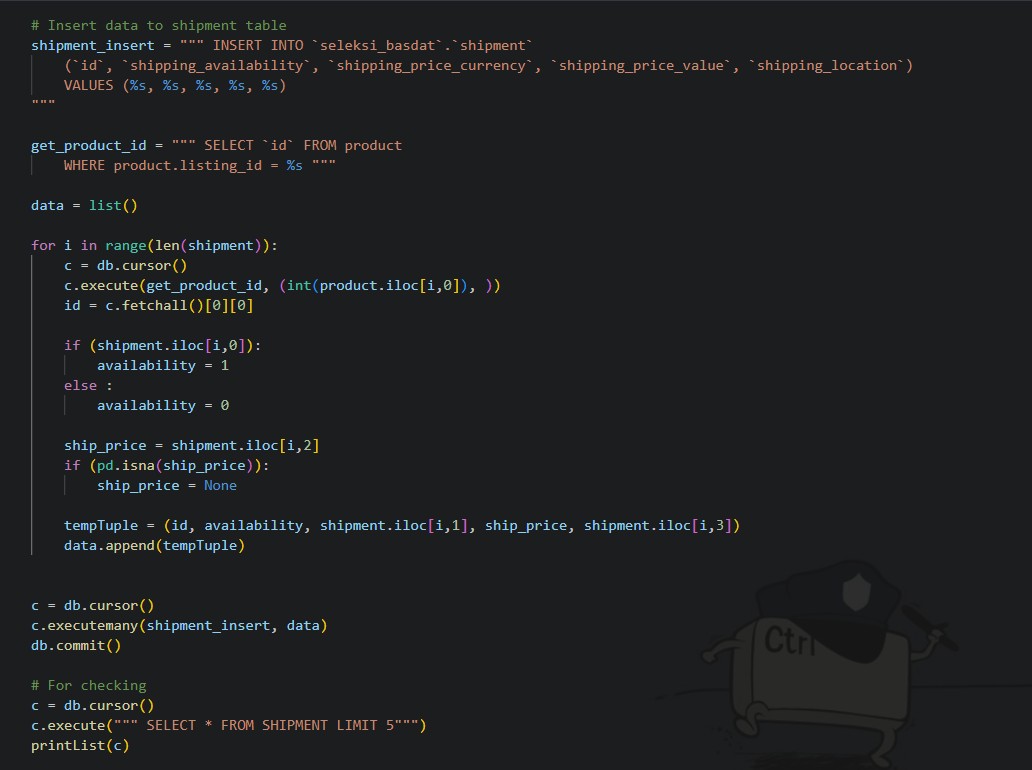 # Insert data to shipment table
shipment_insert = """ INSERT INTO `seleksi_basdat`.`shipment`
    (`id`, `shipping_availability`, `shipping_price_currency`, `shipping_price_value`, `shipping_location`)
    VALUES (%s, %s, %s, %s, %s)
"""
get_product_id = """ SELECT `id` FROM product
    WHERE product.listing_id = %s """
data = list()
for i in range(len(shipment)):
    c = db.cursor()
    c.execute(get_product_id, (int(product.iloc[i,0]), ))
    id = c.fetchall()[0][0]
    if (shipment.iloc[i,0]):
        availability = 1
    else :
        availability = 0
    ship_price = shipment.iloc[i,2]
    if (pd.isna(ship_price)):
        ship_price = None
    tempTuple = (id, availability, shipment.iloc[i,1], ship_price, shipment.iloc[i,3])
    data.append(tempTuple)
c = db.cursor()
c.executemany(shipment_insert, data)
db.commit()
Ctrl
# For checking
c = db.cursor()
c.execute(""" SELECT * FROM SHIPMENT LIMIT 5""")
printList(c)